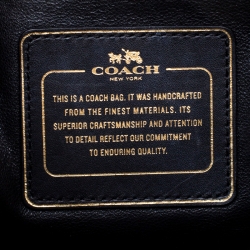 COACH
NEW YORK
THIS IS A COACH BAG. IT WAS HANDCRAFTED
FROM THE FINEST MATERIALS. ITS
SUPERIOR CRAFTSMANSHIP AND ATTENTION
TO DETAIL REFLECT OUR COMMITMENT
TO ENDURING QUALITY.